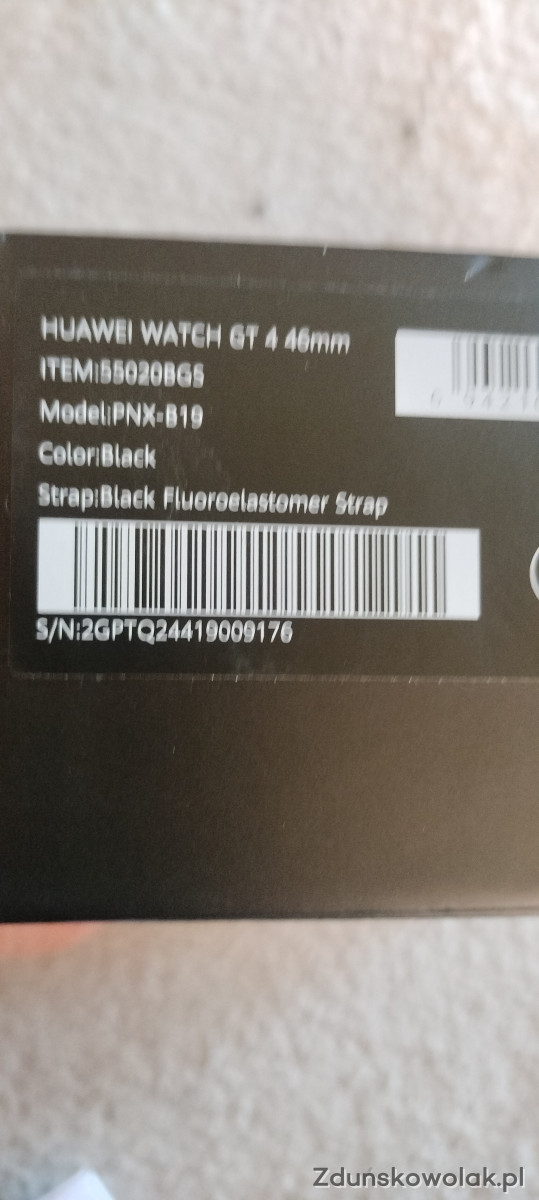 HUAWEI WATCH GT 4 46mm
ITEM:55020BGS
Model:PNX-B19
Color:Black
Strap:Black Fluoroelastomer Strap
S/N:2GPTQ24419009176
Zdunskowolak.pl